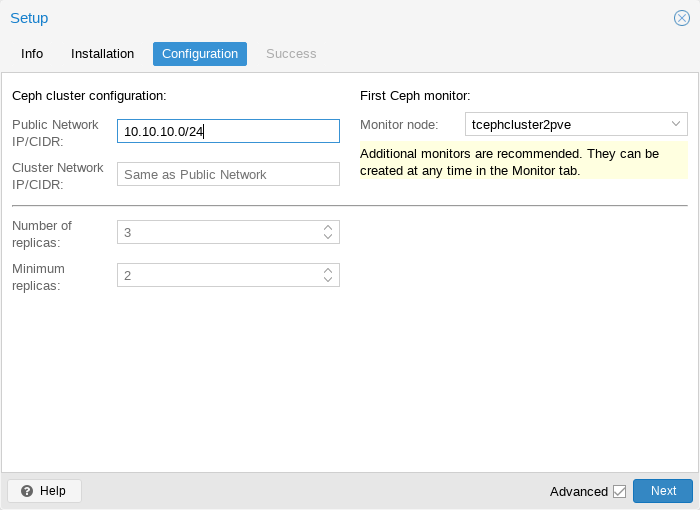 Setup
Info
Installation
Configuration
Success
Ceph cluster configuration:
Public Network
IP/CIDR:
10.10.10.0/24
Cluster Network
IP/CIDR:
Same as Public Network
First Ceph monitor:
Monitor node:
tcephcluster2pve
Additional monitors are recommended. They can be
created at any time in the Monitor tab.
Number of
replicas:
3
Minimum
replicas:
2
? Help
Advanced
Next